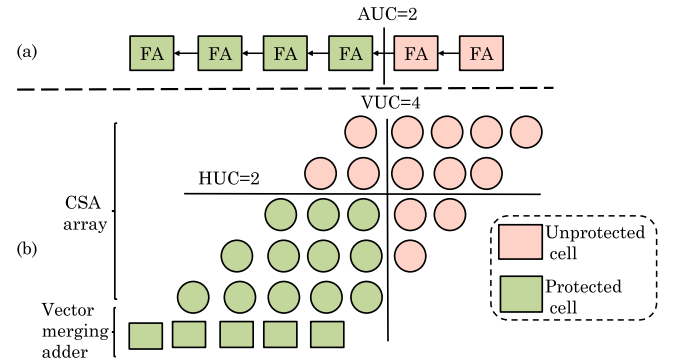 AUC=2
(a)
FA FA FA FA FA FA
VUC=4
HUC=2
CSA
array
(b)
Unprotected
cell
Protected
cell
Vector
merging
adder